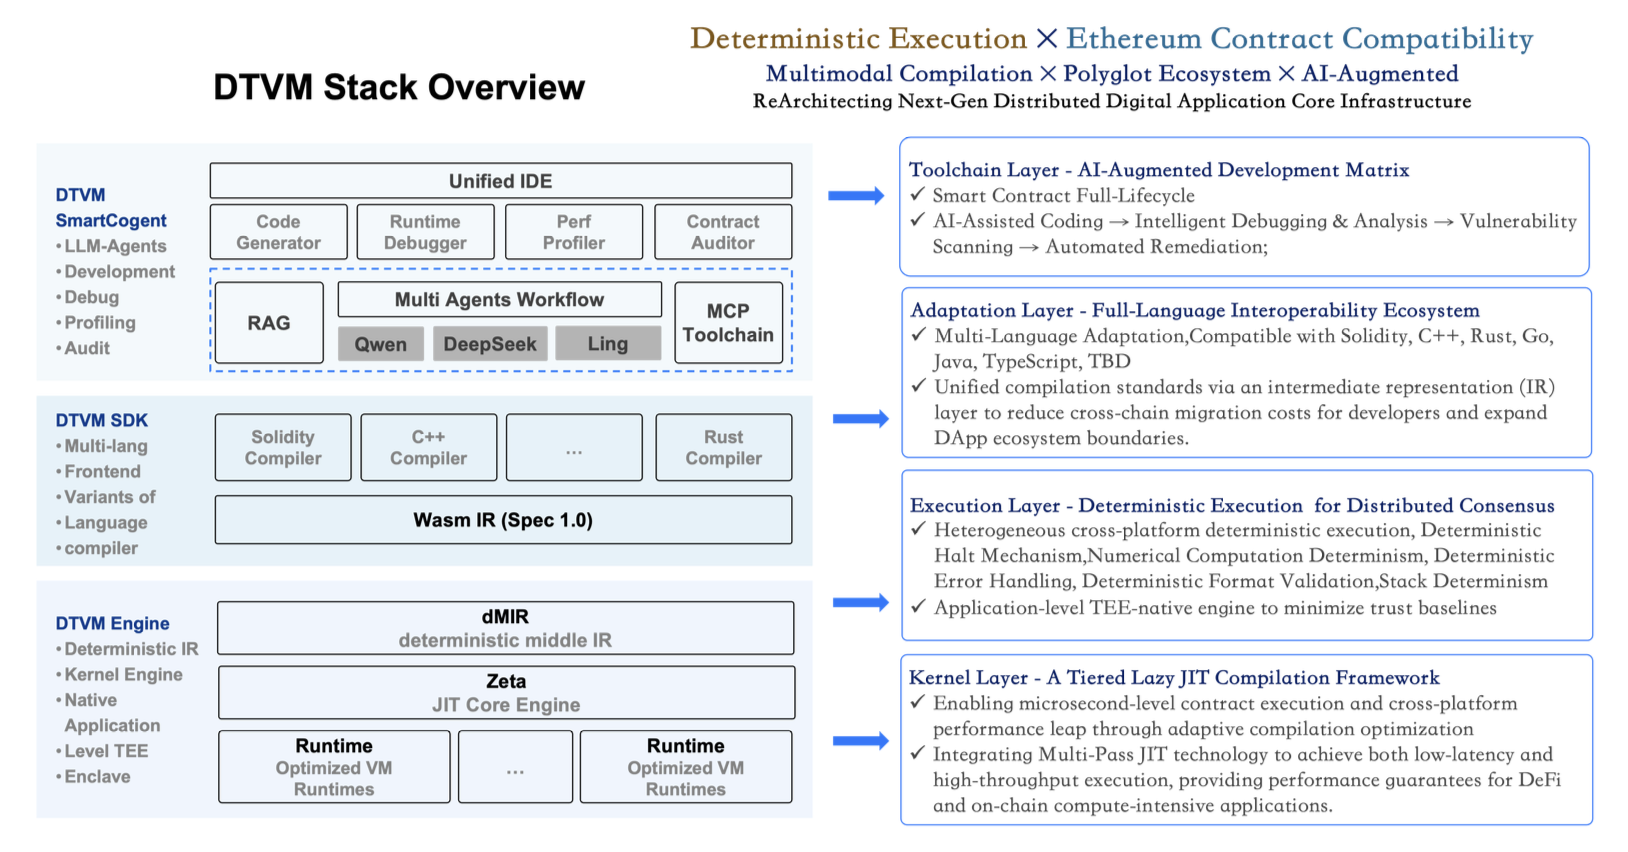 Deterministic Execution × Ethereum Contract Compatibility
Multimodal Compilation × Polyglot Ecosystem × AI-Augmented
ReArchitecting Next-Gen Distributed Digital Application Core Infrastructure
DTVM Stack Overview
DTVM
SmartCogent
• LLM-Agents
• Development
• Debug
• Profiling
• Audit
Unified IDE
Code
Generator
Runtime
Debugger
Perf
Profiler
Contract
Auditor
RAG
Multi Agents Workflow
Qwen
DeepSeek
Ling
MCP
Toolchain
Toolchain Layer - AI-Augmented Development Matrix
✓ Smart Contract Full-Lifecycle
✓ AI-Assisted Coding → Intelligent Debugging & Analysis → Vulnerability
Scanning → Automated Remediation;
DTVM SDK
• Multi-lang
• Frontend
• Variants of
• Language
• compiler
Solidity
Compiler
C++
Compiler
...
Rust
Compiler
Wasm IR (Spec 1.0)
Adaptation Layer - Full-Language Interoperability Ecosystem
✓ Multi-Language Adaptation,Compatible with Solidity, C++, Rust, Go,
Java, TypeScript, TBD
✓ Unified compilation standards via an intermediate representation (IR)
layer to reduce cross-chain migration costs for developers and expand
DApp ecosystem boundaries.
DTVM Engine
• Deterministic IR
• Kernel Engine
• Native
Application
• Level TEE
• Enclave
dMIR
deterministic middle IR
Zeta
JIT Core Engine
Runtime
Optimized VM
Runtimes
...
Runtime
Optimized VM
Runtimes
Execution Layer - Deterministic Execution  for Distributed Consensus
✓ Heterogeneous cross-platform deterministic execution, Deterministic
Halt Mechanism,Numerical Computation Determinism, Deterministic
Error Handling, Deterministic Format Validation,Stack Determinism
✓ Application-level TEE-native engine to minimize trust baselines
Kernel Layer - A Tiered Lazy JIT Compilation Framework
✓ Enabling microsecond-level contract execution and cross-platform
performance leap through adaptive compilation optimization
✓ Integrating Multi-Pass JIT technology to achieve both low-latency and
high-throughput execution, providing performance guarantees for DeFi
and on-chain compute-intensive applications.